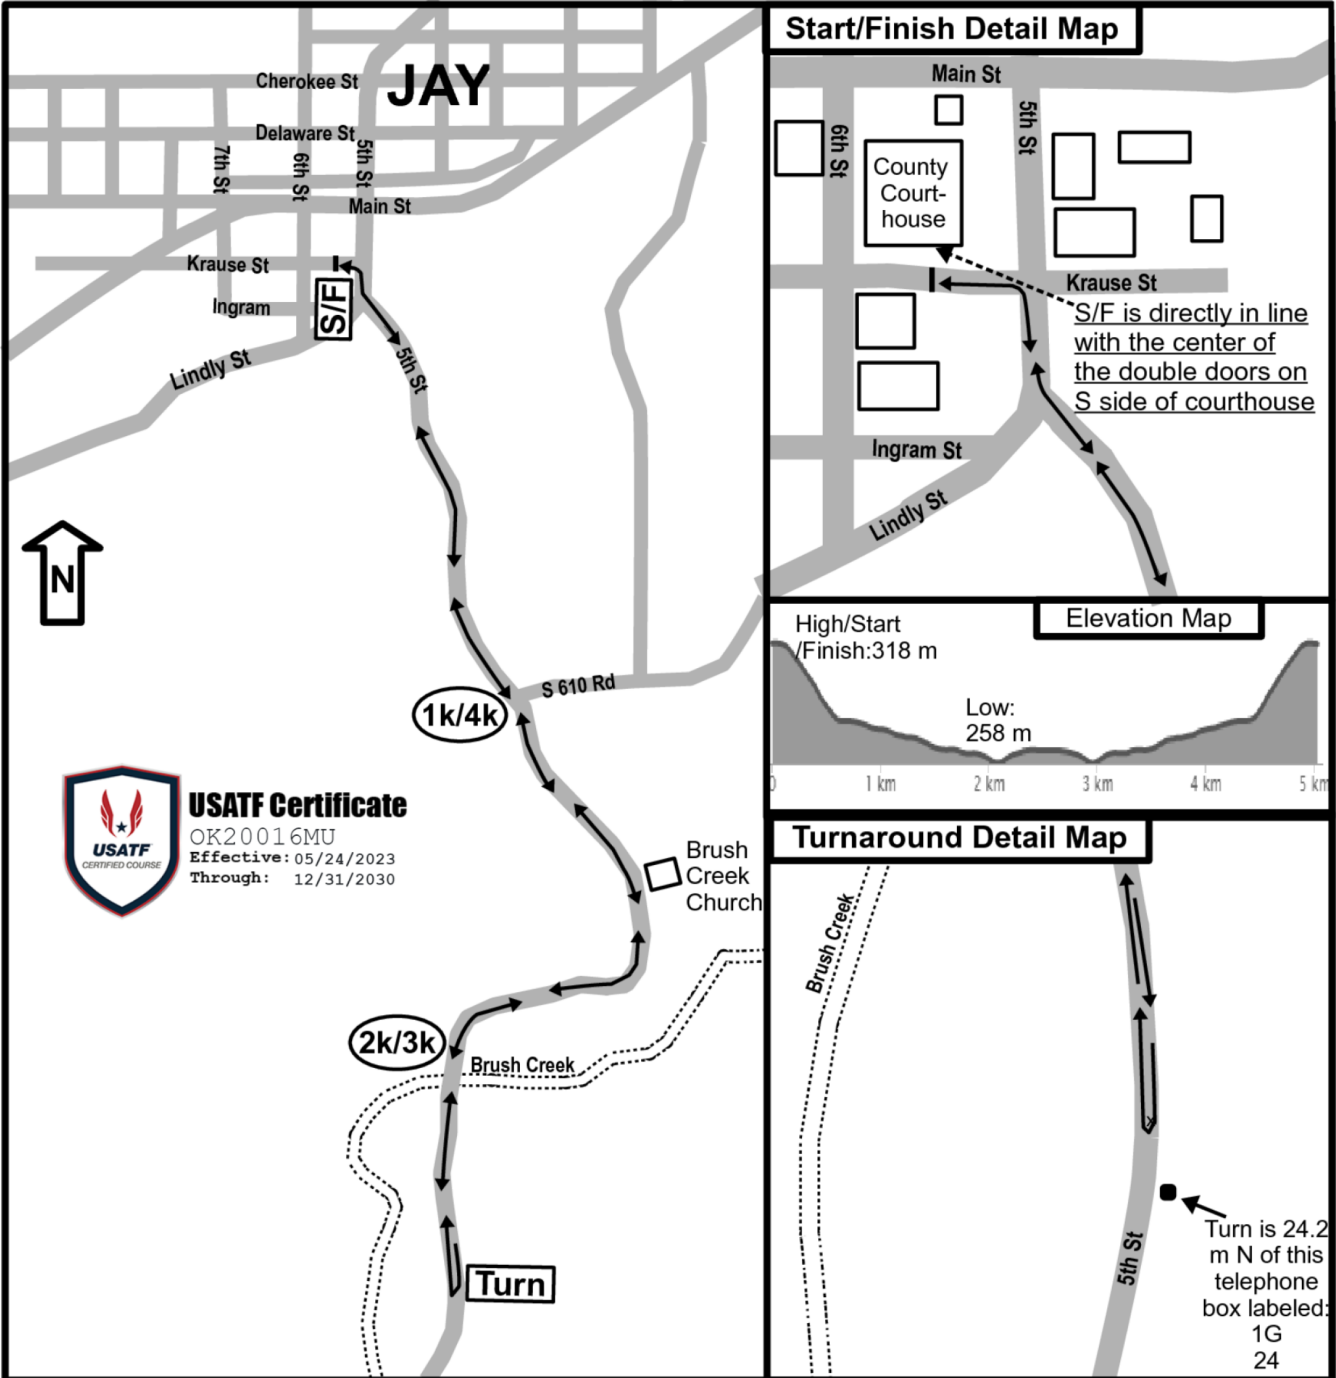 JAY
Cherokee St
Delaware St
7th St
6th St
5th St
Main St
Krause St
S/F
Ingram
Lindly St
5th St
N
S 610 Rd
1k/4k
USATF
CERTIFIED COURSE
USATF Certificate
OK20016MU
Effective: 05/24/2023
Through: 12/31/2030
Brush
Creek
Church
2k/3k
Brush Creek
Turn
Start/Finish Detail Map
Main St
6th St
5th St
County
Court-
house
Krause St
S/F is directly in line
with the center of
the double doors on
S side of courthouse
Ingram St
Lindly St
Elevation Map
High/Start
/Finish:318 m
Low:
258 m
0 1 km 2 km 3 km 4 km 5 km
Turnaround Detail Map
Brush Creek
x
5th St
Turn is 24.2
m N of this
telephone
box labeled:
1G
24